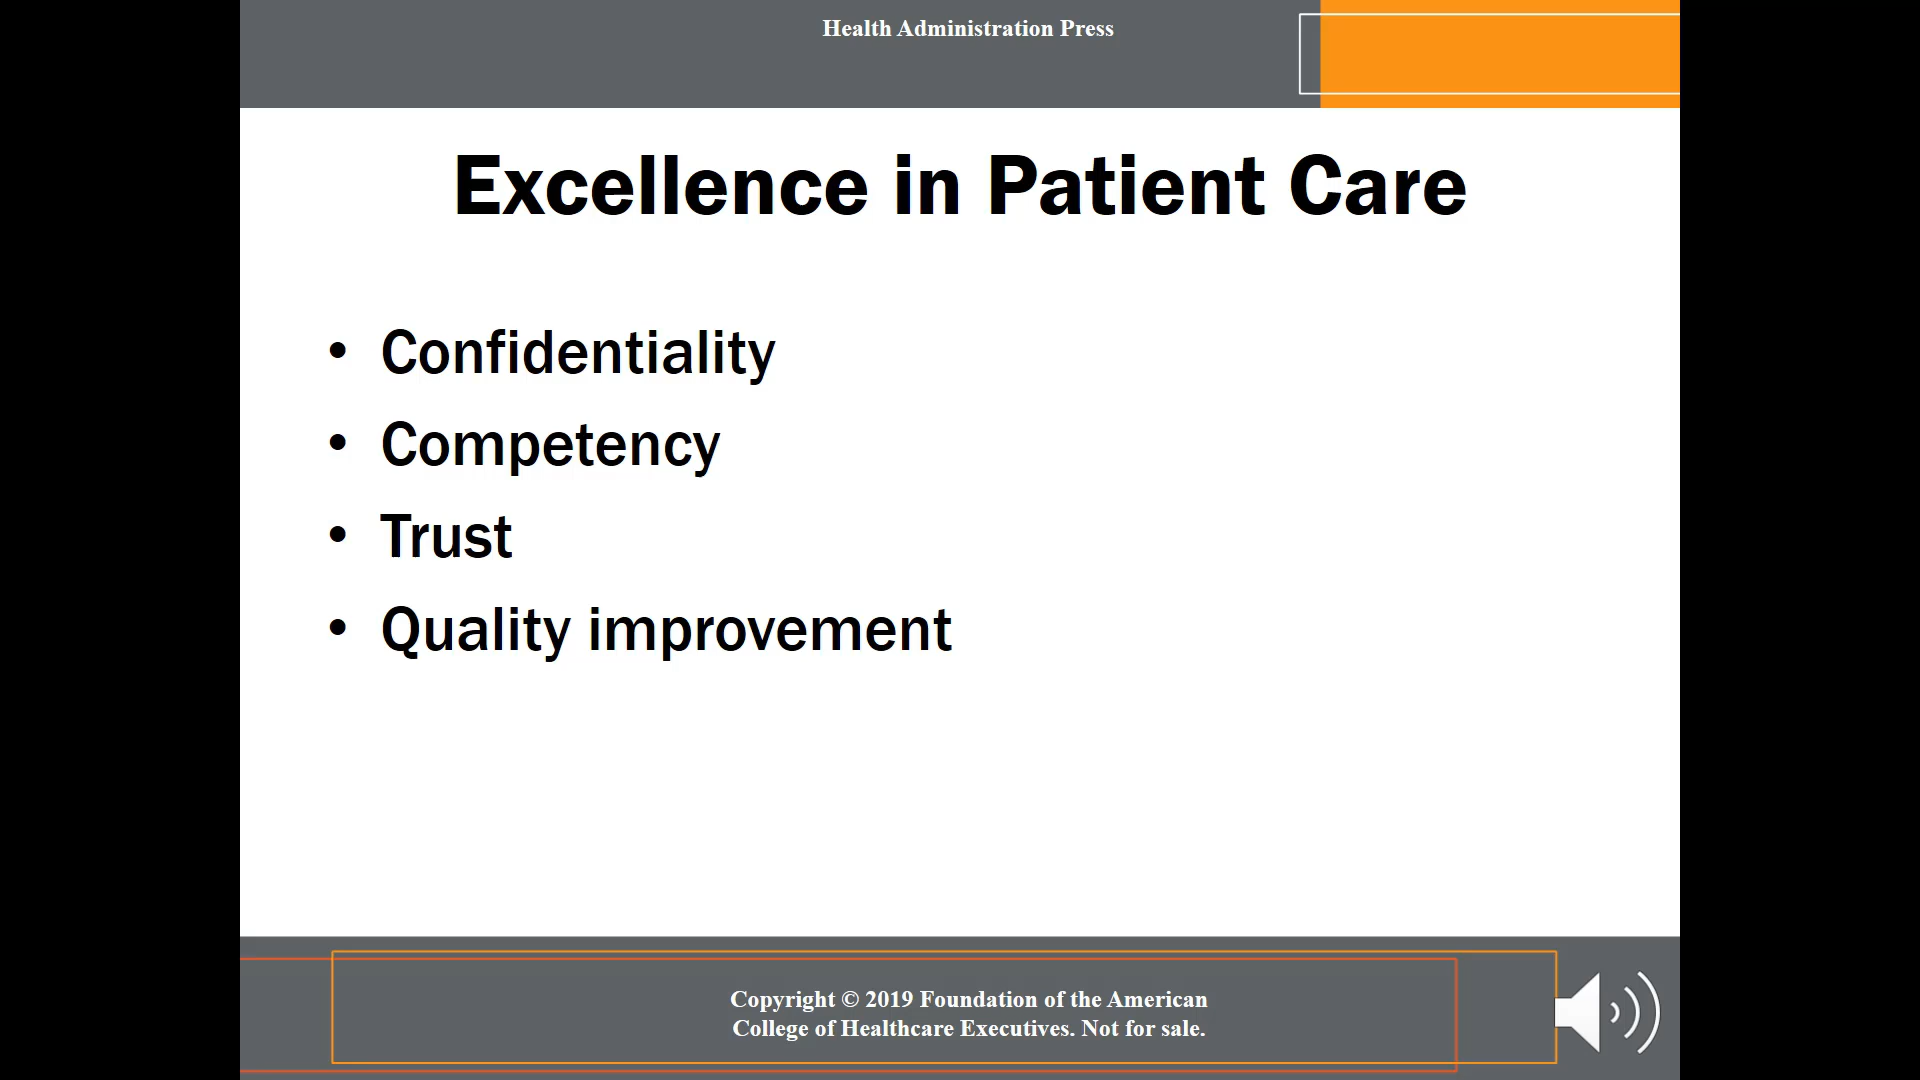 Health Administration Press
Excellence in Patient Care
• Confidentiality
• Competency
• Trust
• Quality improvement
Copyright © 2019 Foundation of the American
College of Healthcare Executives. Not for sale.